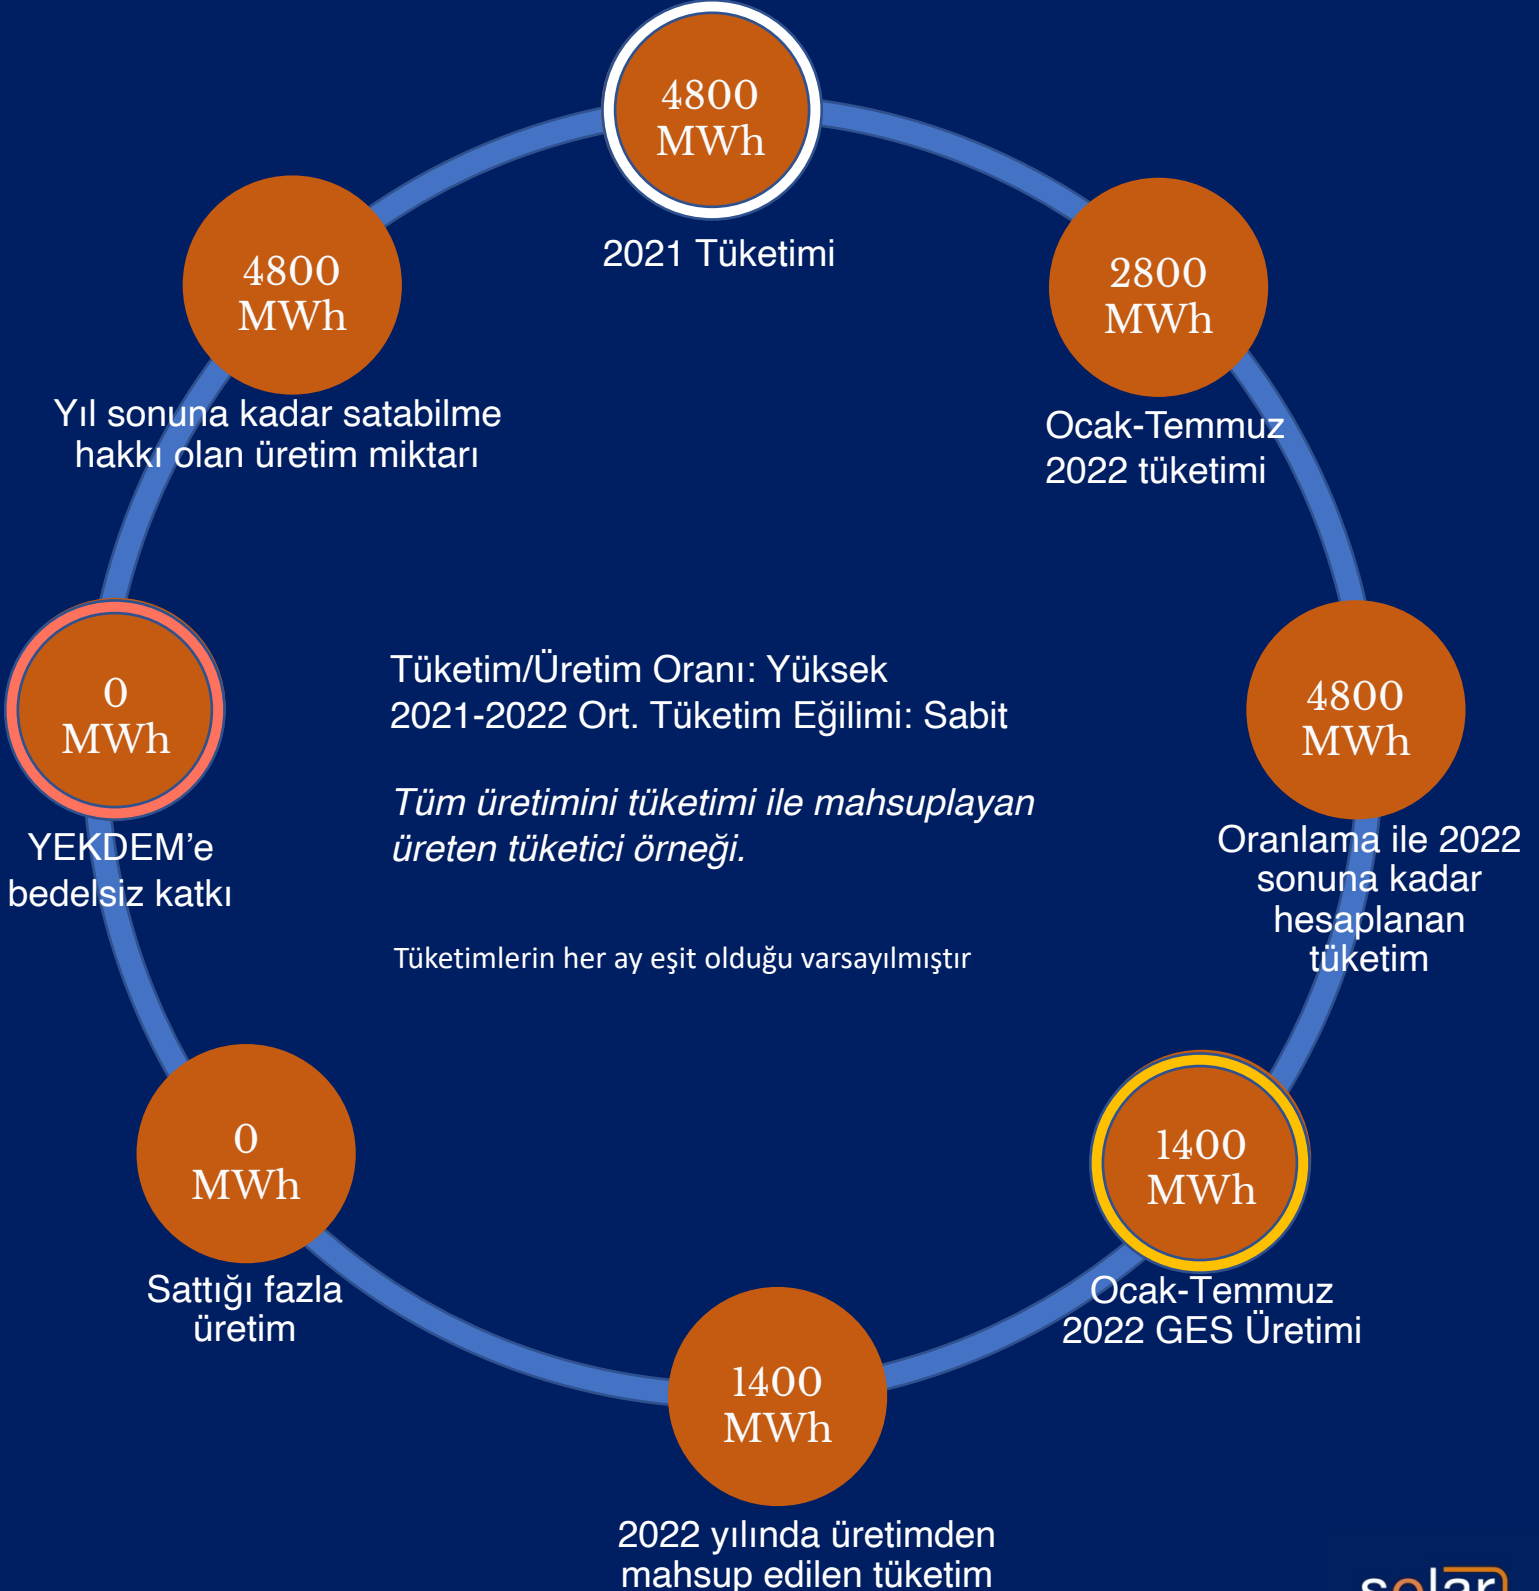 4800
MWh
2021 Tüketimi
2800
MWh
Ocak-Temmuz
2022 tüketimi
4800
MWh
Oranlama ile 2022
sonuna kadar
hesaplanan
tüketim
1400
MWh
Ocak-Temmuz
2022 GES Üretimi
1400
MWh
2022 yılında üretimden
mahsup edilen tüketim
0
MWh
Sattığı fazla
üretim
0
MWh
YEKDEM’e
bedelsiz katkı
4800
MWh
Yıl sonuna kadar satabilme
hakkı olan üretim miktarı
Tüketim/Üretim Oranı: Yüksek
2021-2022 Ort. Tüketim Eğilimi: Sabit
Tüm üretimini tüketimi ile mahsuplayan
üreten tüketici örneği.
Tüketimlerin her ay eşit olduğu varsayılmıştır
solar